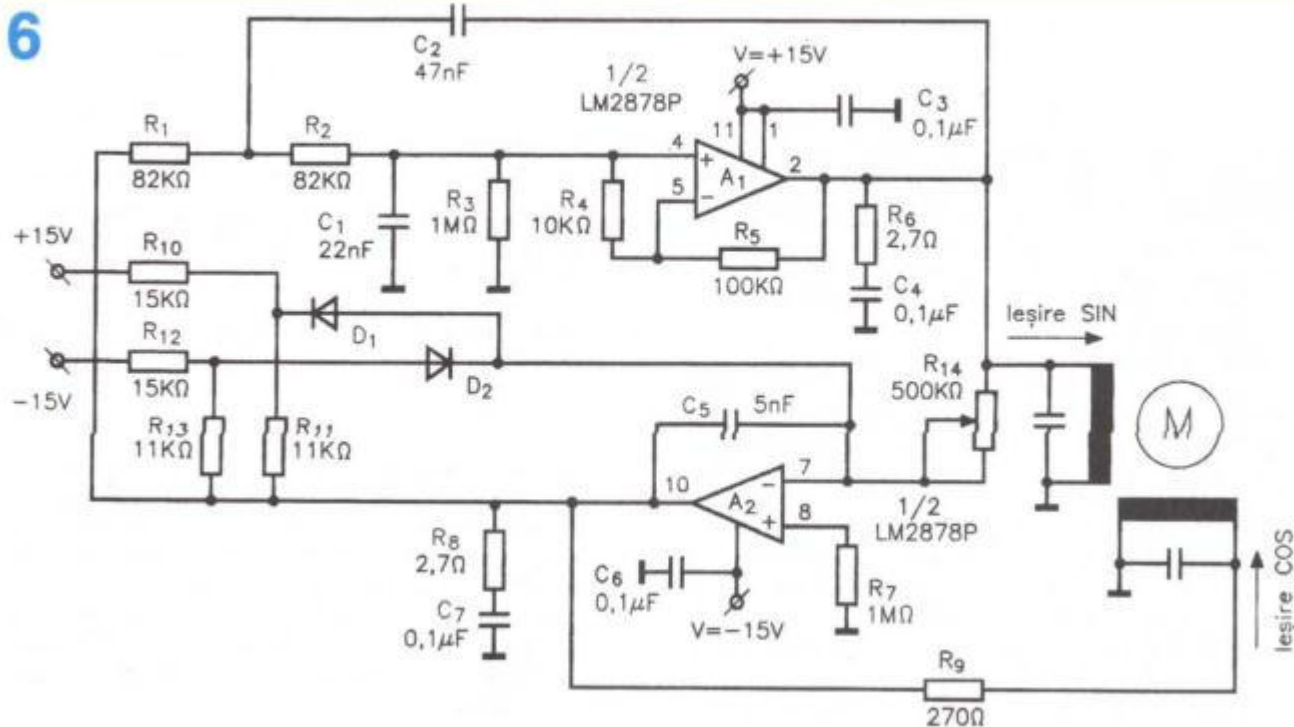 6
C2
47nF
1/2
LM2878P
V=+15V
C3
0,1µF
R1
82KΩ
R2
82KΩ
11
1
4
+
5
−
A1
2
C1
22nF
R3
1MΩ
R4
10KΩ
R5
100KΩ
R6
2,7Ω
C4
0,1µF
+15V
R10
15KΩ
D1
−15V
R12
15KΩ
D2
R13
11KΩ
R11
11KΩ
C5
5nF
R14
500KΩ
Ieșire SIN
M
10
7
−
A2
+
8
1/2
LM2878P
R8
2,7Ω
C7
0,1µF
C6
0,1µF
V=−15V
R7
1MΩ
R9
270Ω
Ieșire COS